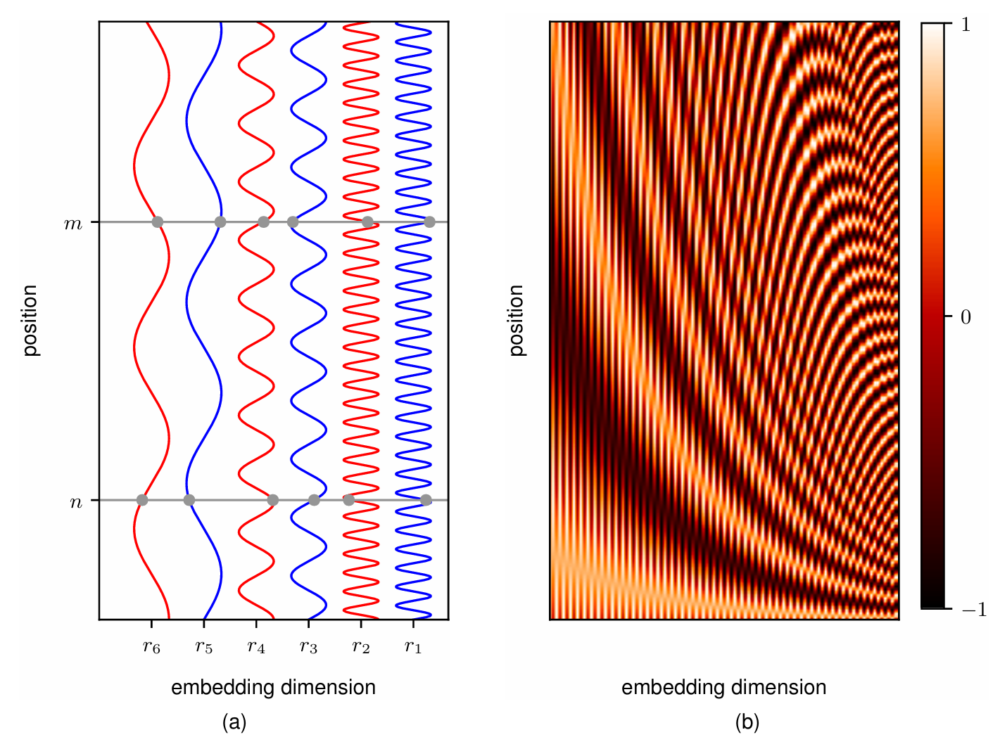 1
0
−1
m
n
position
position
r6 r5 r4 r3 r2 r1
embedding dimension
embedding dimension
(a)
(b)